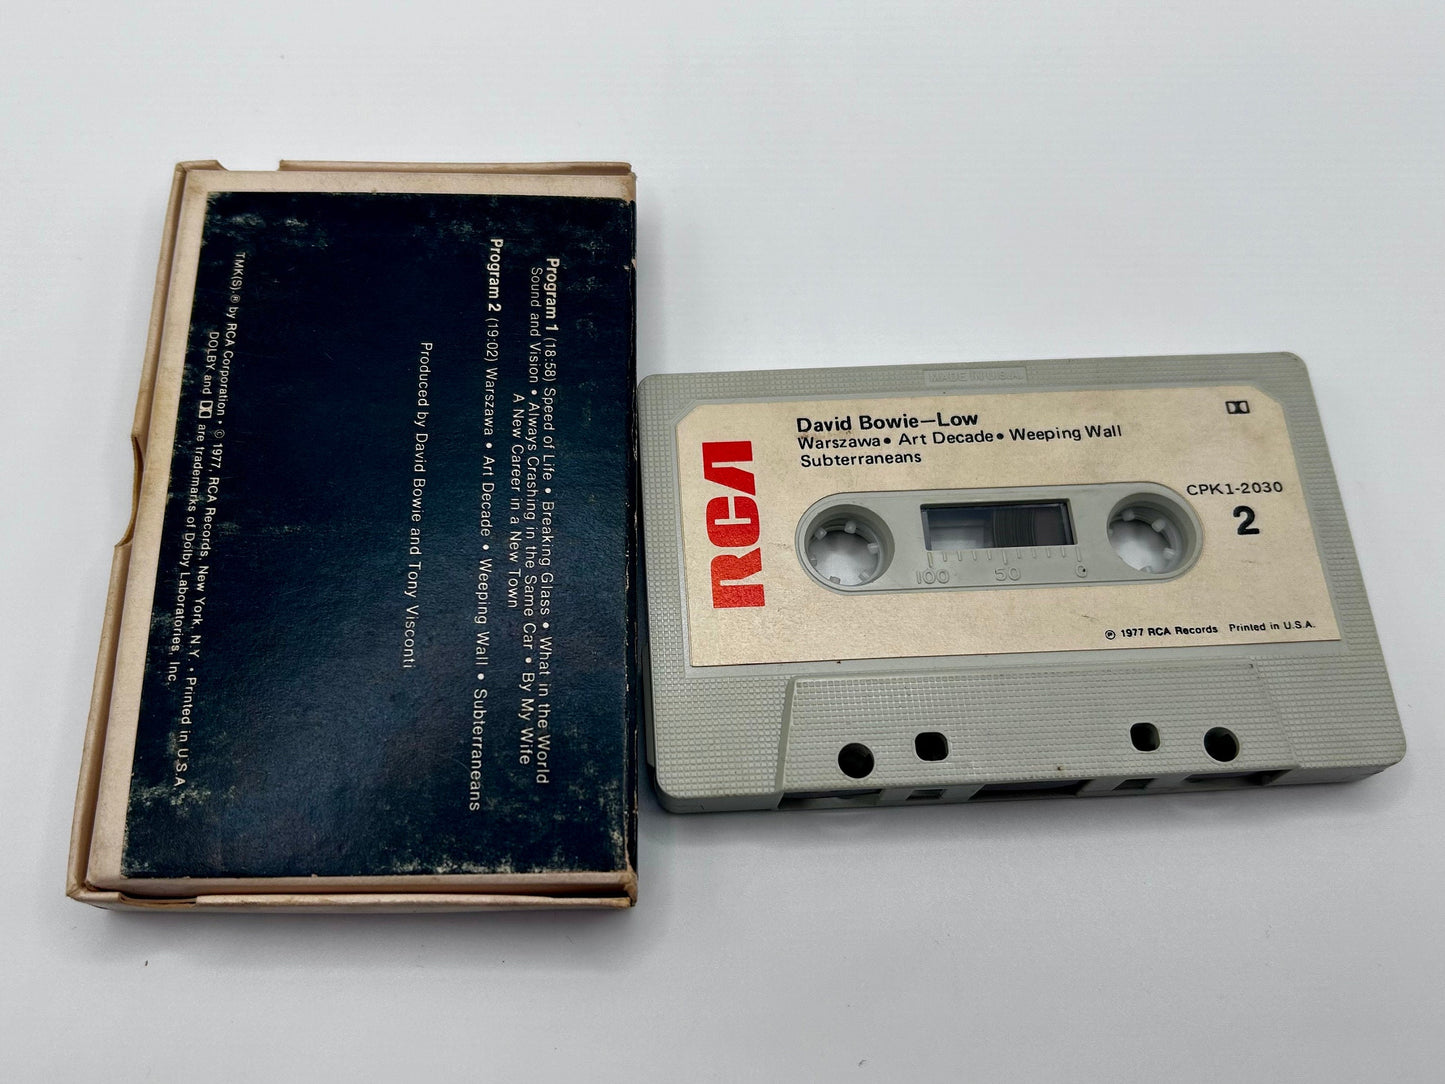 Program 1 (18:58) Speed of Life • Breaking Glass • What in the World
Sound and Vision • Always Crashing in the Same Car • By My Wife
A New Career in a New Town
Program 2 (19:02) Warszawa • Art Decade • Weeping Wall • Subterraneans
Produced by David Bowie and Tony Visconti
TMK(S) ® by RCA Corporation • © 1977, RCA Records, New York, N.Y. • Printed in U.S.A.
DOLBY and are trademarks of Dolby Laboratories, Inc.
MADE IN U.S.A.
RCA
David Bowie—Low
Warszawa • Art Decade • Weeping Wall
Subterraneans
CPK1-2030
2
100 50 0
℗ 1977 RCA Records Printed in U.S.A.